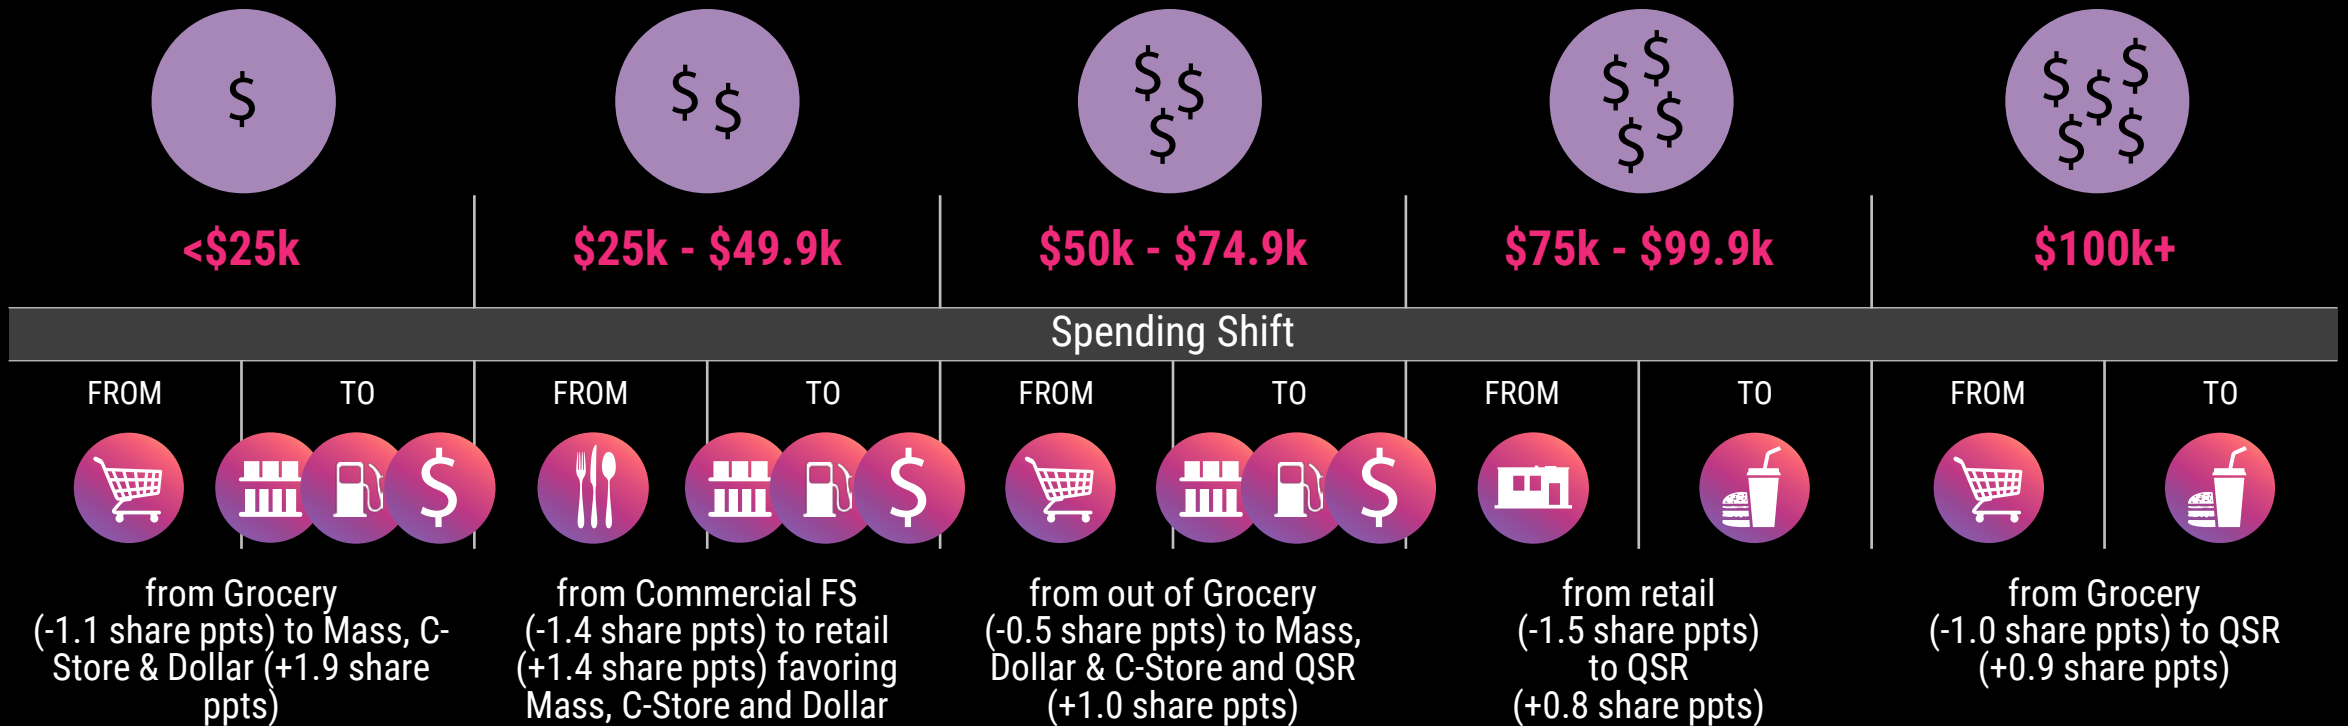 $
$ $
$ $ $
$ $ $ $
$ $ $ $ $
<$25k
$25k - $49.9k
$50k - $74.9k
$75k - $99.9k
$100k+
Spending Shift
FROM
TO
FROM
TO
FROM
TO
FROM
TO
FROM
TO
$
$
$
from Grocery
(-1.1 share ppts) to Mass, C-
Store & Dollar (+1.9 share
ppts)
from Commercial FS
(-1.4 share ppts) to retail
(+1.4 share ppts) favoring
Mass, C-Store and Dollar
from out of Grocery
(-0.5 share ppts) to Mass,
Dollar & C-Store and QSR
(+1.0 share ppts)
from retail
(-1.5 share ppts)
to QSR
(+0.8 share ppts)
from Grocery
(-1.0 share ppts) to QSR
(+0.9 share ppts)